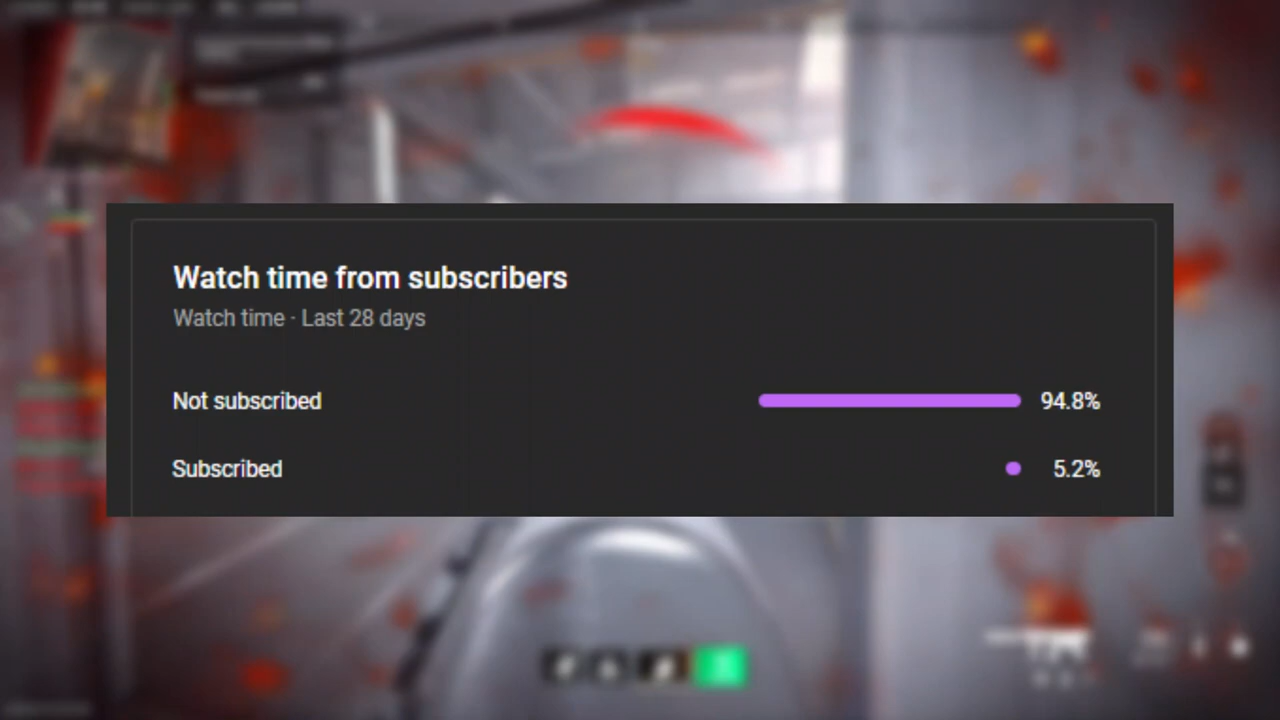 Watch time from subscribers
Watch time · Last 28 days
Not subscribed 94.8%
Subscribed 5.2%